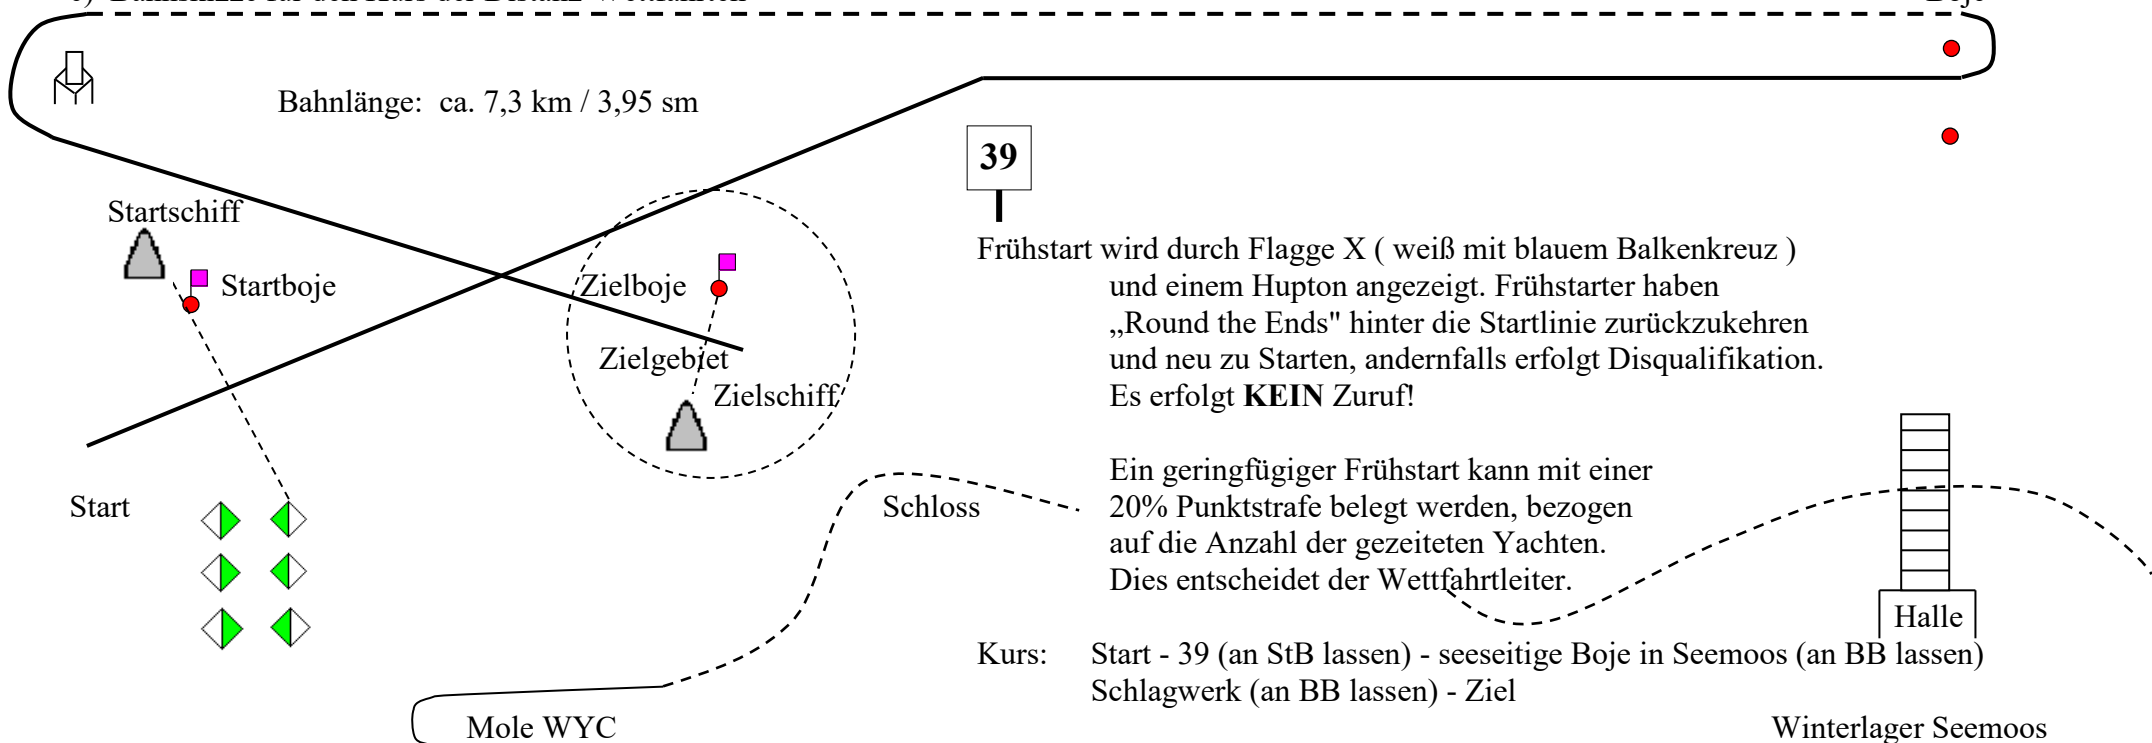 Bahnlänge: ca. 7,3 km / 3,95 sm
39
Startschiff
Startboje
Zielboje
Zielgebiet
Zielschiff
Frühstart wird durch Flagge X ( weiß mit blauem Balkenkreuz )
und einem Hupton angezeigt. Frühstarter haben
„Round the Ends" hinter die Startlinie zurückzukehren
und neu zu Starten, andernfalls erfolgt Disqualifikation.
Es erfolgt KEIN Zuruf!
Start
Schloss
Ein geringfügiger Frühstart kann mit einer
20% Punktstrafe belegt werden, bezogen
auf die Anzahl der gezeiteten Yachten.
Dies entscheidet der Wettfahrtleiter.
Halle
Kurs: Start - 39 (an StB lassen) - seeseitige Boje in Seemoos (an BB lassen)
Schlagwerk (an BB lassen) - Ziel
Mole WYC
Winterlager Seemoos